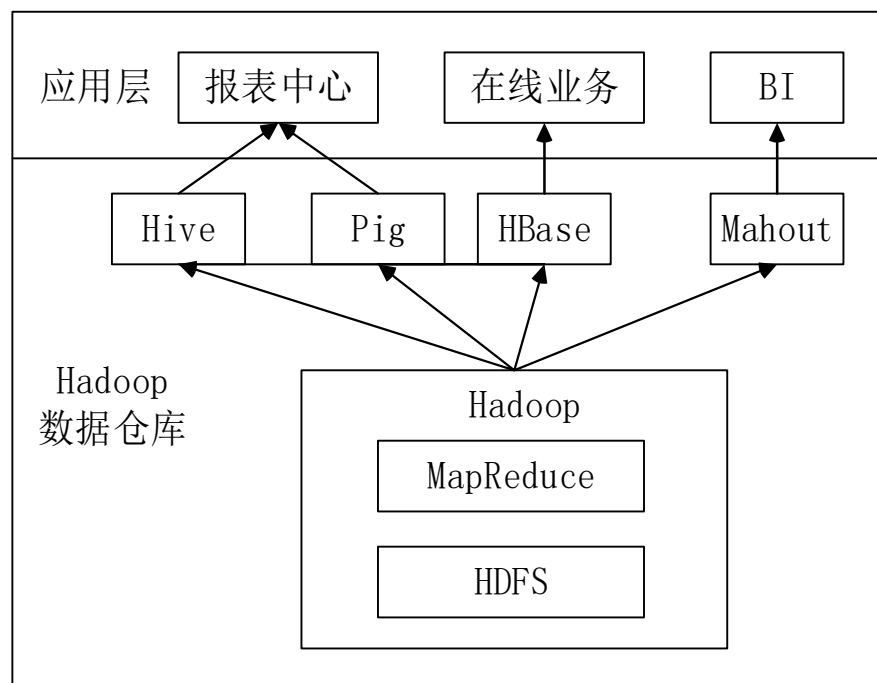 应用层 报表中心 在线业务 BI
Hive Pig HBase Mahout
Hadoop
数据仓库
Hadoop
MapReduce
HDFS